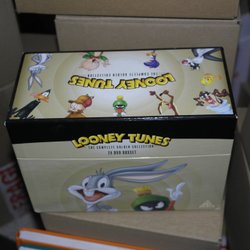 LOONEY TUNES
THE COMPLETE GOLDEN COLLECTION
LOONEY TUNES
THE COMPLETE GOLDEN COLLECTION
24 DVD BOXSET